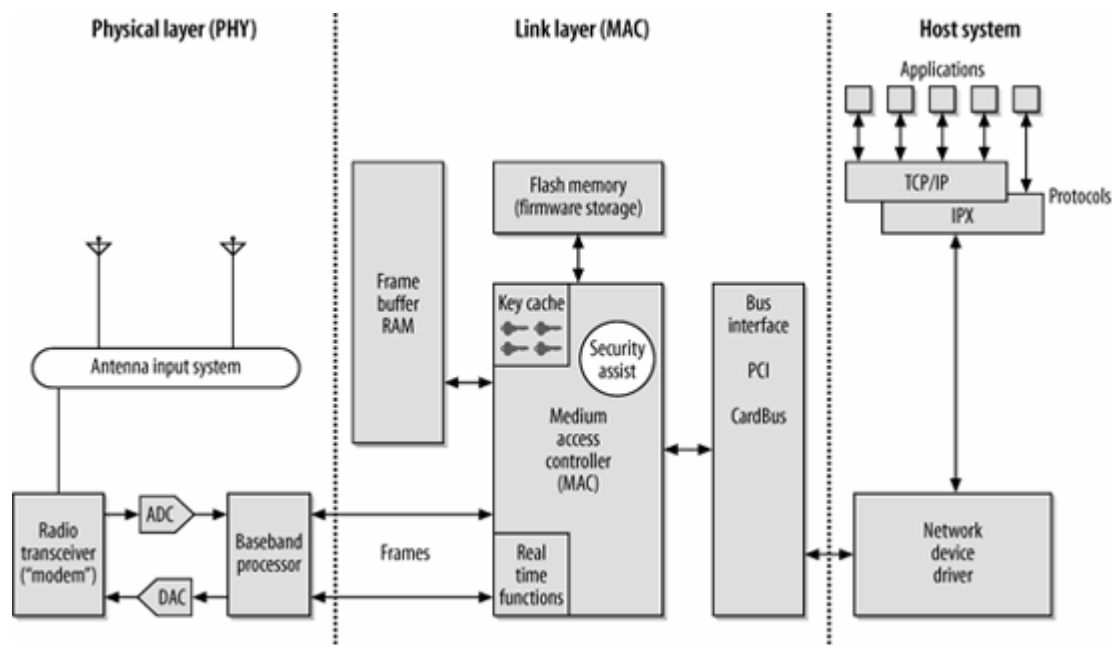 Physical layer (PHY)
Link layer (MAC)
Host system
Applications
TCP/IP
IPX
Protocols
Flash memory
(firmware storage)
Frame
buffer
RAM
Key cache
Security
assist
Medium
access
controller
(MAC)
Bus
interface
PCI
CardBus
Antenna input system
Radio
transceiver
("modem")
ADC
DAC
Baseband
processor
Frames
Real
time
functions
Network
device
driver